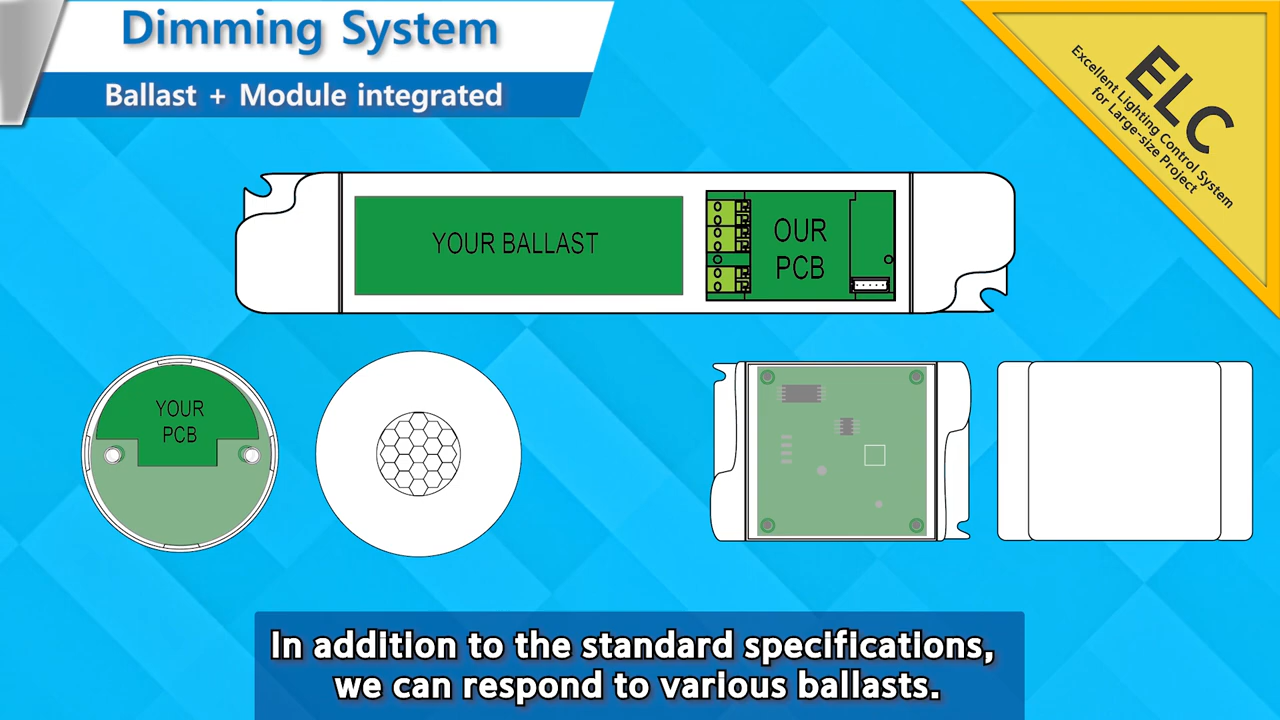 Dimming System
Ballast + Module integrated
ELC
Excellent Lighting Control System
for Large-size Project
YOUR BALLAST
OUR
PCB
YOUR
PCB
In addition to the standard specifications,
we can respond to various ballasts.